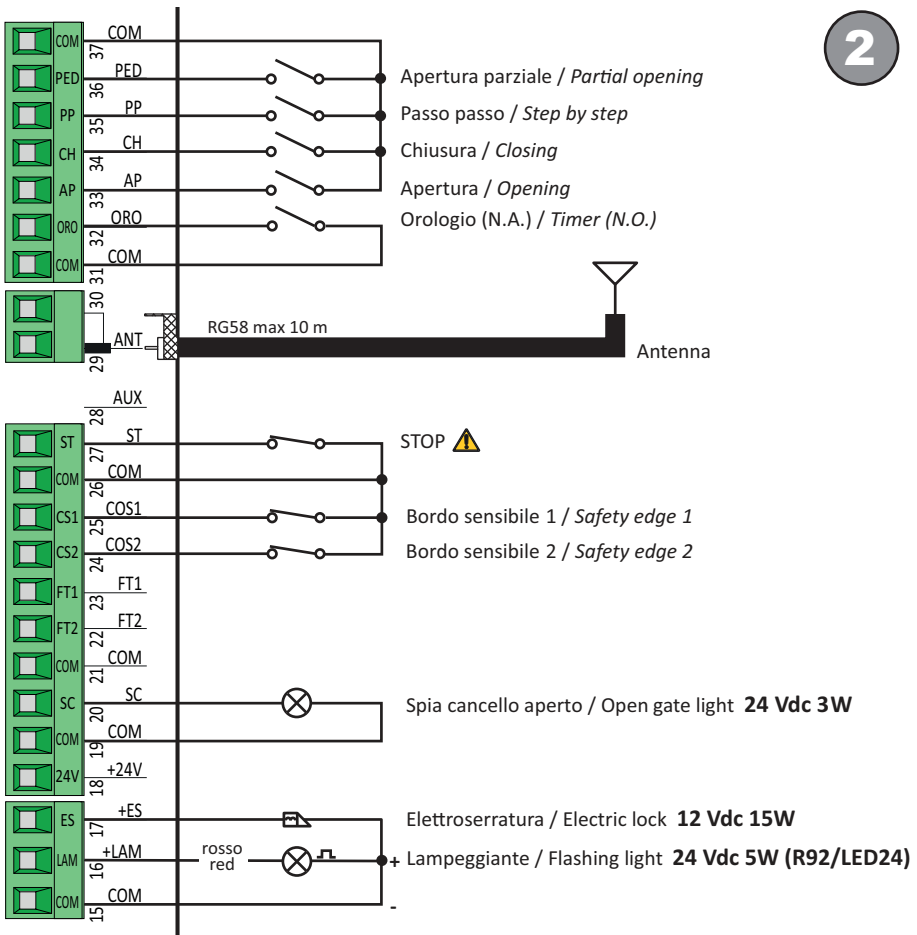 2
COM COM 37
PED PED 36 Apertura parziale / Partial opening
PP PP 35 Passo passo / Step by step
CH CH 34 Chiusura / Closing
AP AP 33 Apertura / Opening
ORO ORO 32 Orologio (N.A.) / Timer (N.O.)
COM COM 31
30
RG58 max 10 m
ANT 29 Antenna
AUX 28
ST ST 27 STOP
COM COM 26
CS1 COS1 25 Bordo sensibile 1 / Safety edge 1
CS2 COS2 24 Bordo sensibile 2 / Safety edge 2
FT1 FT1 23
FT2 FT2 22
COM COM 21
SC SC 20 Spia cancello aperto / Open gate light 24 Vdc 3W
COM COM 19
24V +24V 18
ES +ES 17 Elettroserratura / Electric lock 12 Vdc 15W
LAM +LAM 16 rosso + Lampeggiante / Flashing light 24 Vdc 5W (R92/LED24)
red
COM COM 15 -